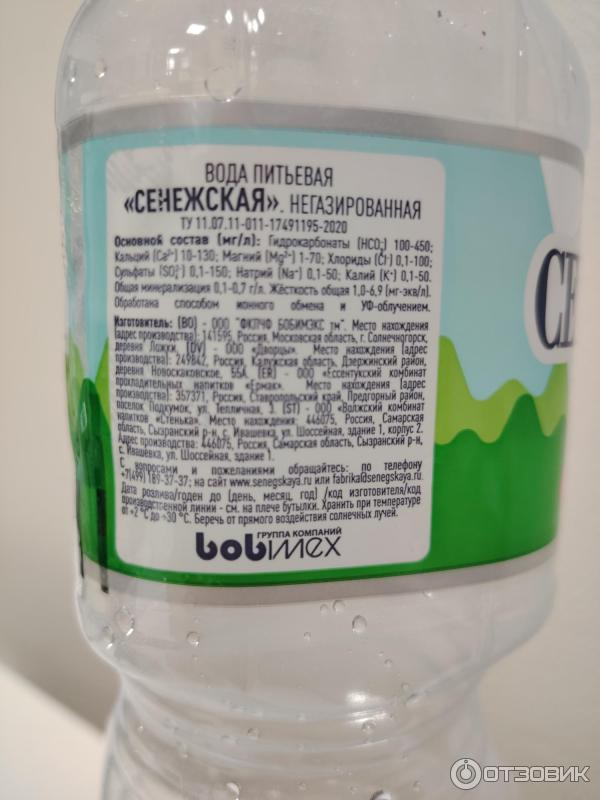 ВОДА ПИТЬЕВАЯ
«СЕНЕЖСКАЯ». НЕГАЗИРОВАННАЯ
ТУ 11.07.11-011-17491195-2020
Основной состав (мг/л): Гидрокарбонаты (HCO₃⁻) 100-450;
Кальций (Ca²⁺) 10-130; Магний (Mg²⁺) 1-70; Хлориды (Cl⁻) 0,1-100;
Сульфаты (SO₄²⁻) 0,1-150; Натрий (Na⁺) 0,1-50; Калий (K⁺) 0,1-50.
Общая минерализация 0,1-0,7 г/л. Жёсткость общая 1,0-6,9 (мг-экв/л).
Обработана способом ионного обмена и УФ-облучением.
Изготовитель: (BO) - ООО "ФКПЧФ БОБИМЭКС тм". Место нахождения
(адрес производства): 141595, Россия, Московская область, г. Солнечногорск,
деревня Ложки. (DV) - ООО «Дворцы». Место нахождения (адрес
производства): 249842, Россия, Калужская область, Дзержинский район,
деревня Новоскаковское, 55А. (ER) - ООО «Ессентукский комбинат
прохладительных напитков «Ермак». Место нахождения (адрес
производства): 357371, Россия, Ставропольский край, Предгорный район,
поселок Подкумок, ул. Тепличная, 3. (ST) - ООО «Волжский комбинат
напитков «Стенька». Место нахождения: 446075, Россия, Самарская
область, Сызранский р-н, с. Ивашевка, ул. Шоссейная, здание 1, корпус 2.
Адрес производства: 446075, Россия, Самарская область, Сызранский р-н,
с. Ивашевка, ул. Шоссейная, здание 1.
С вопросами и пожеланиями обращайтесь: по телефону
+7(499) 189-37-37; на сайт www.senegskaya.ru или fabrika@senegskaya.ru.
Дата розлива/годен до (день, месяц, год) /код изготовителя/код
производственной линии - см. на плече бутылки. Хранить при температуре
от +2 °C до +30 °C. Беречь от прямого воздействия солнечных лучей.
ГРУППА КОМПАНИЙ
bobimex
СЕ
ОТЗОВИК